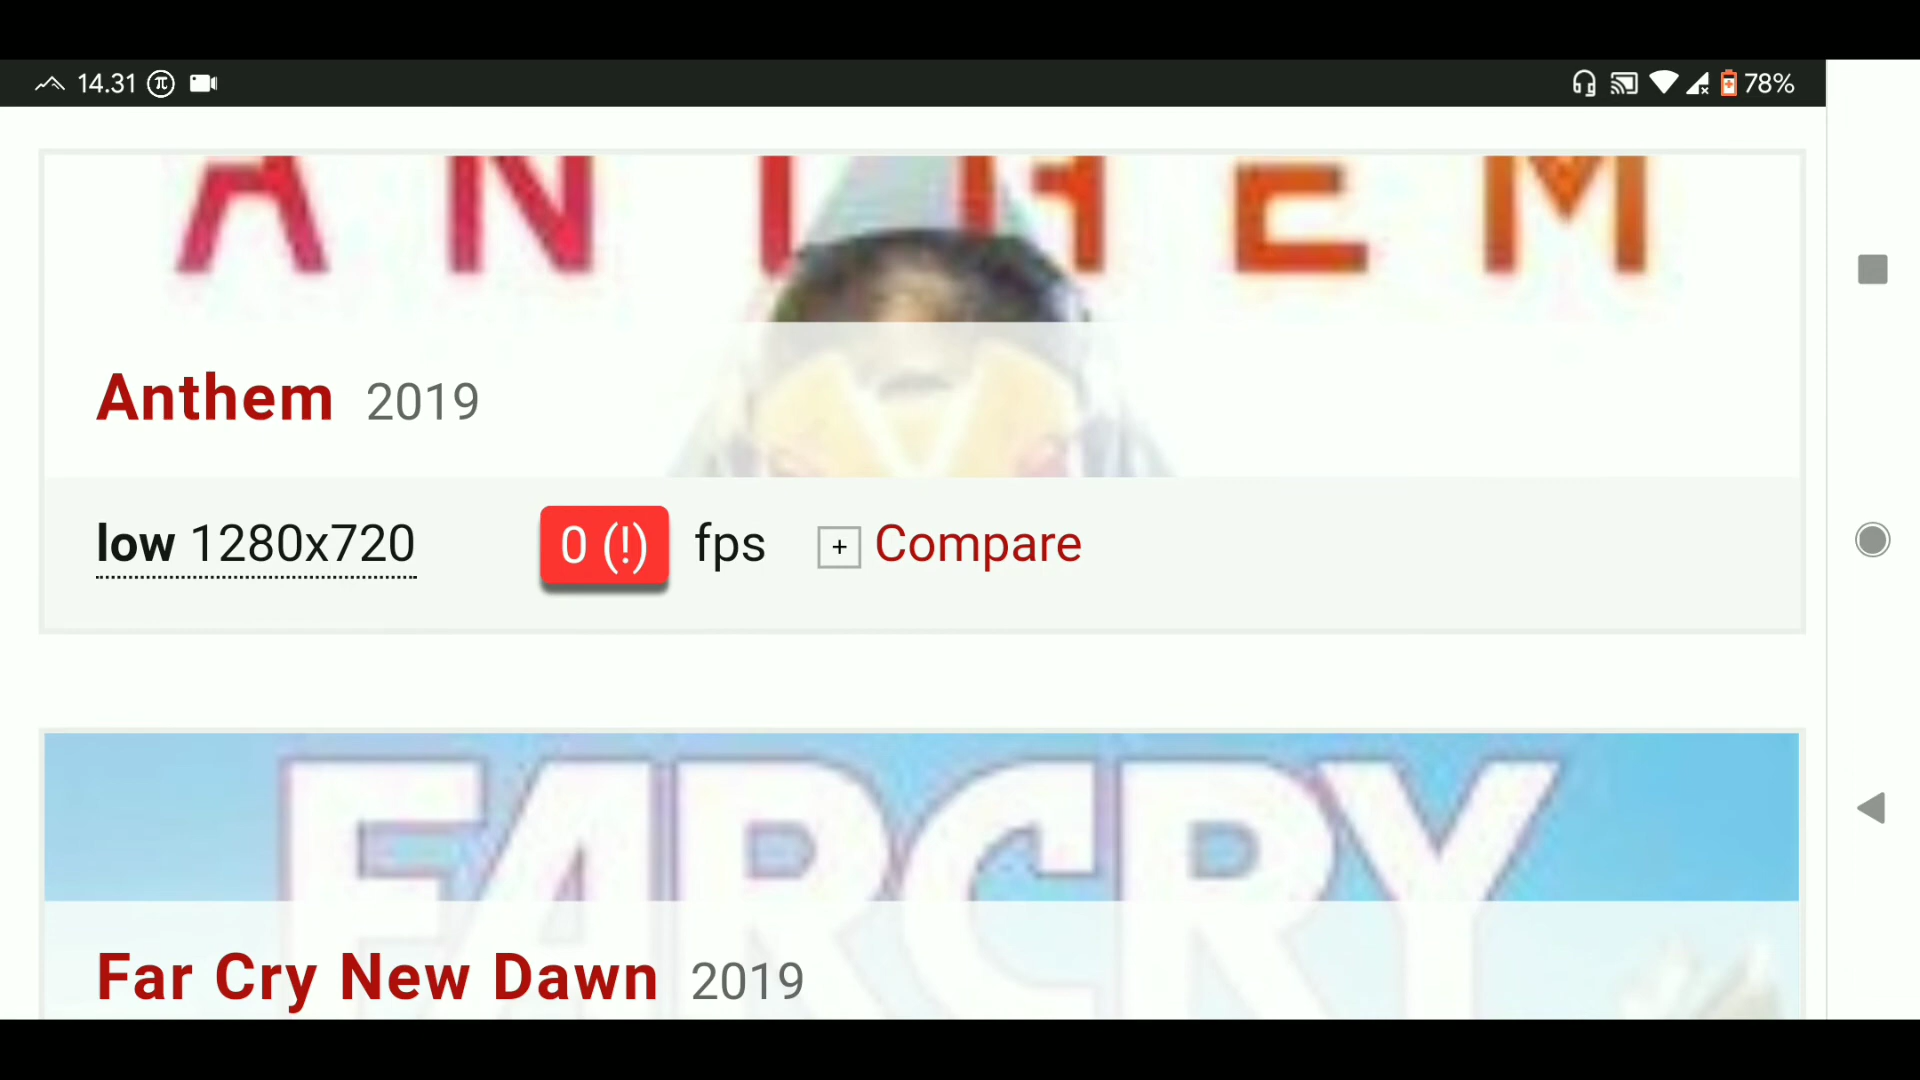 14.31 78%
ANTHEM
Anthem 2019
low 1280x720 0 (!) fps + Compare
FARCRY
Far Cry New Dawn 2019